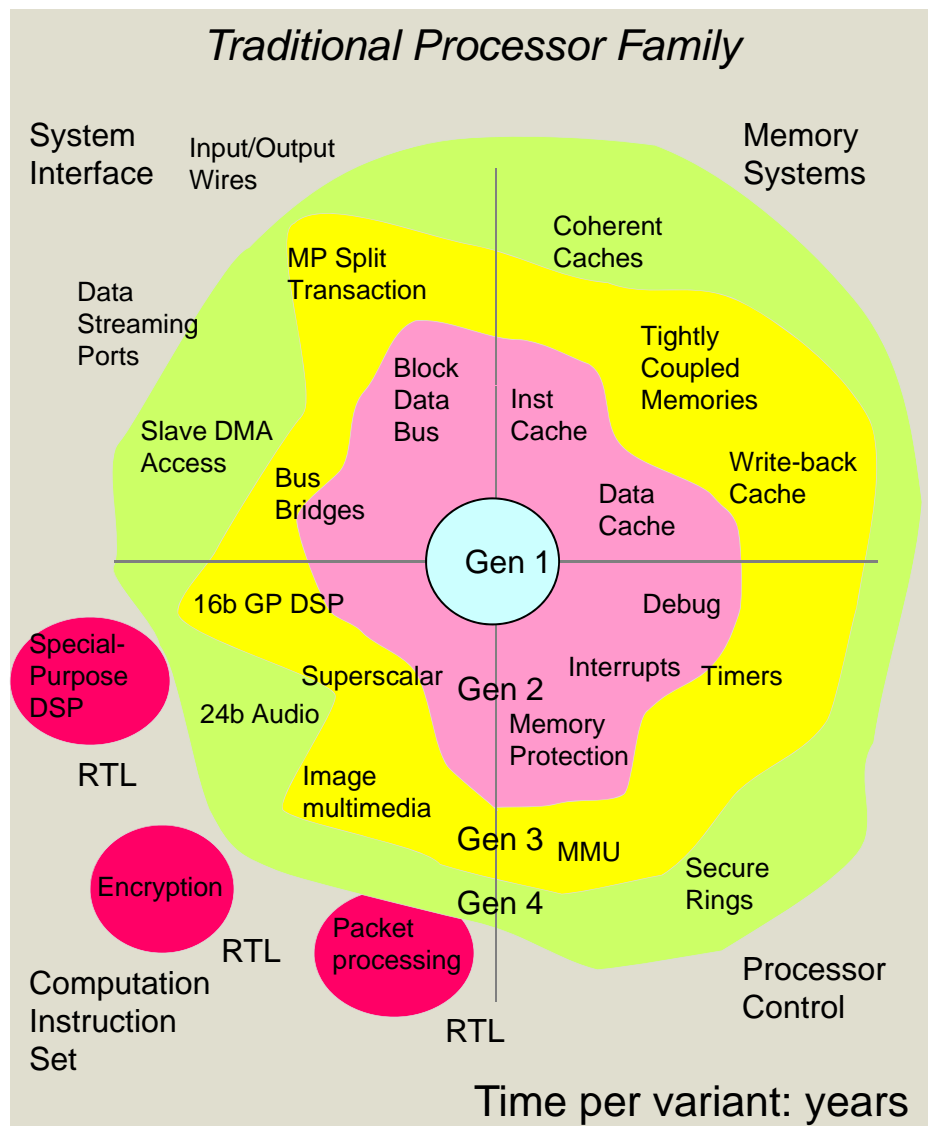 Traditional Processor Family
System
Interface
Input/Output
Wires
Memory
Systems
Coherent
Caches
MP Split
Transaction
Data
Streaming
Ports
Tightly
Coupled
Memories
Block
Data
Bus
Inst
Cache
Slave DMA
Access
Write-back
Cache
Bus
Bridges
Data
Cache
Gen 1
16b GP DSP
Debug
Special-
Purpose
DSP
Superscalar
Gen 2
Interrupts
Timers
24b Audio
Memory
Protection
RTL
Image
multimedia
Gen 3
MMU
Secure
Rings
Encryption
Gen 4
Packet
processing
RTL
Computation
Instruction
Set
Processor
Control
RTL
Time per variant: years